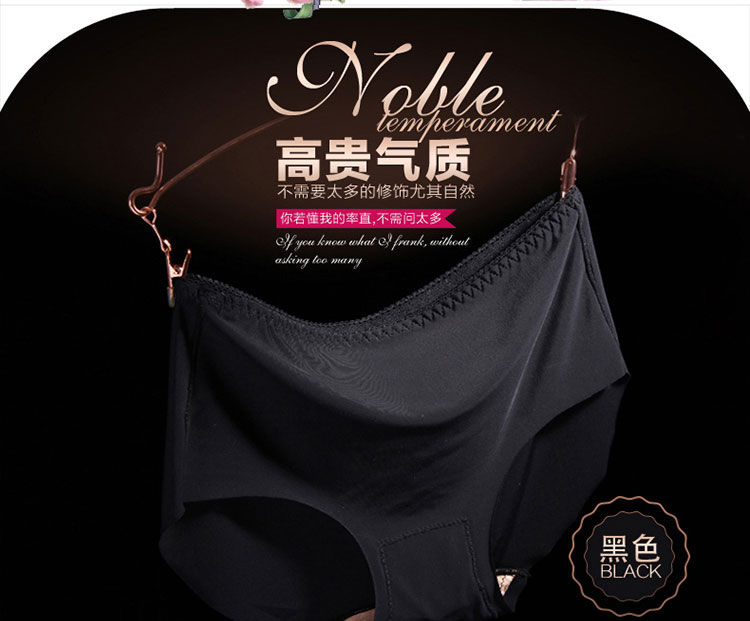 Noble
temperament
高贵气质
不需要太多的修饰尤其自然
你若懂我的率直,不需问太多
If you know what I frank, without
asking too many
黑色
BLACK